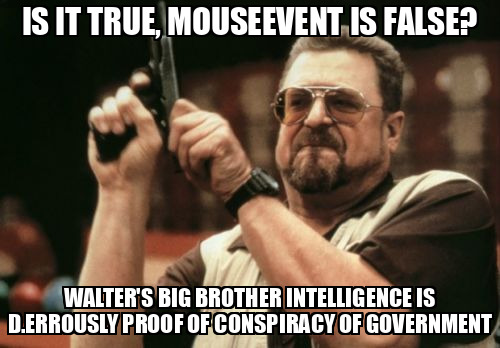 IS IT TRUE, MOUSEEVENT IS FALSE?
WALTER'S BIG BROTHER INTELLIGENCE IS
D.ERROUSLY PROOF OF CONSPIRACY OF GOVERNMENT